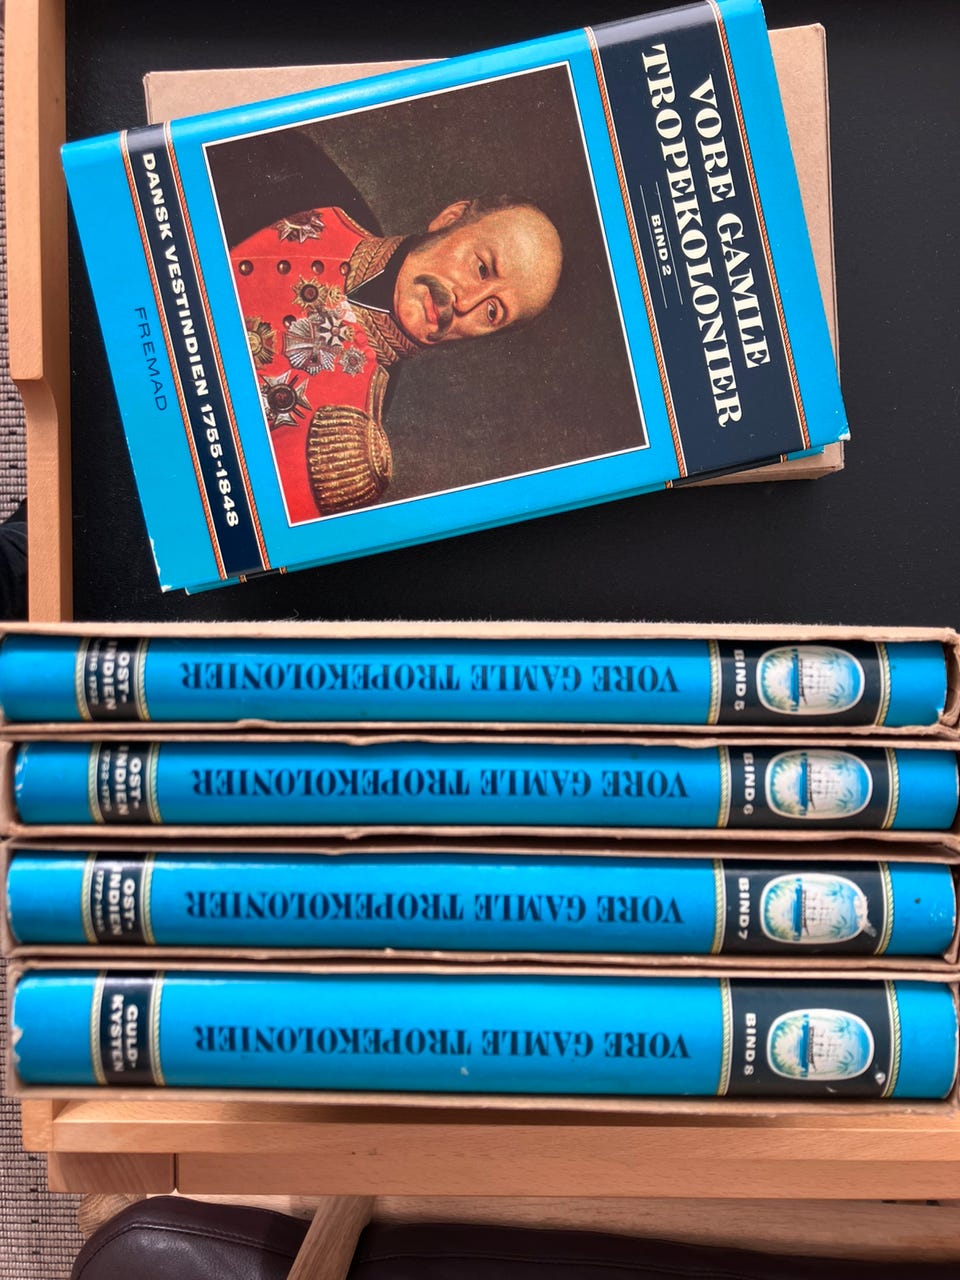 VORE GAMLE
TROPEKOLONIER
BIND 2
DANSK VESTINDIEN 1755-1848
FREMAD
BIND 5
VORE GAMLE TROPEKOLONIER
OST-
INDIEN
BIND 6
VORE GAMLE TROPEKOLONIER
OST-
INDIEN
BIND 7
VORE GAMLE TROPEKOLONIER
OST-
INDIEN
BIND 8
VORE GAMLE TROPEKOLONIER
GULD-
KYSTEN